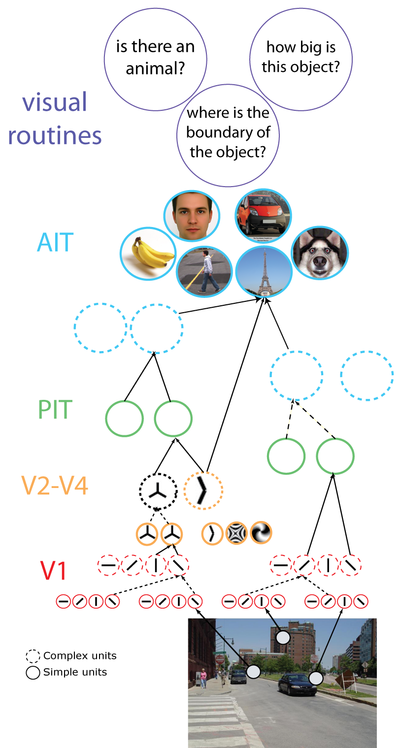 is there an
animal?
how big is
this object?
where is the
boundary of
the object?
visual
routines
AIT
PIT
V2-V4
V1
Complex units
Simple units